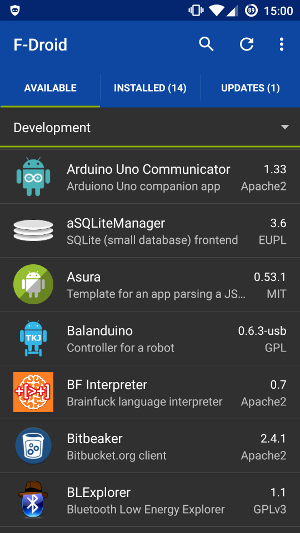 89 15:00
F-Droid
AVAILABLE INSTALLED (14) UPDATES (1)
Development
Arduino Uno Communicator 1.33
Arduiono Uno companion app Apache2
aSQLiteManager 3.6
SQLite (small database) frontend EUPL
Asura 0.53.1
Template for an app parsing a JS... MIT
TKJ
Balanduino 0.6.3-usb
Controller for a robot GPL
BF Interpreter 0.7
Brainfuck language interpreter Apache2
Bitbeaker 2.4.1
Bitbucket.org client Apache2
BLExplorer 1.1
Bluetooth Low Energy Explorer GPLv3